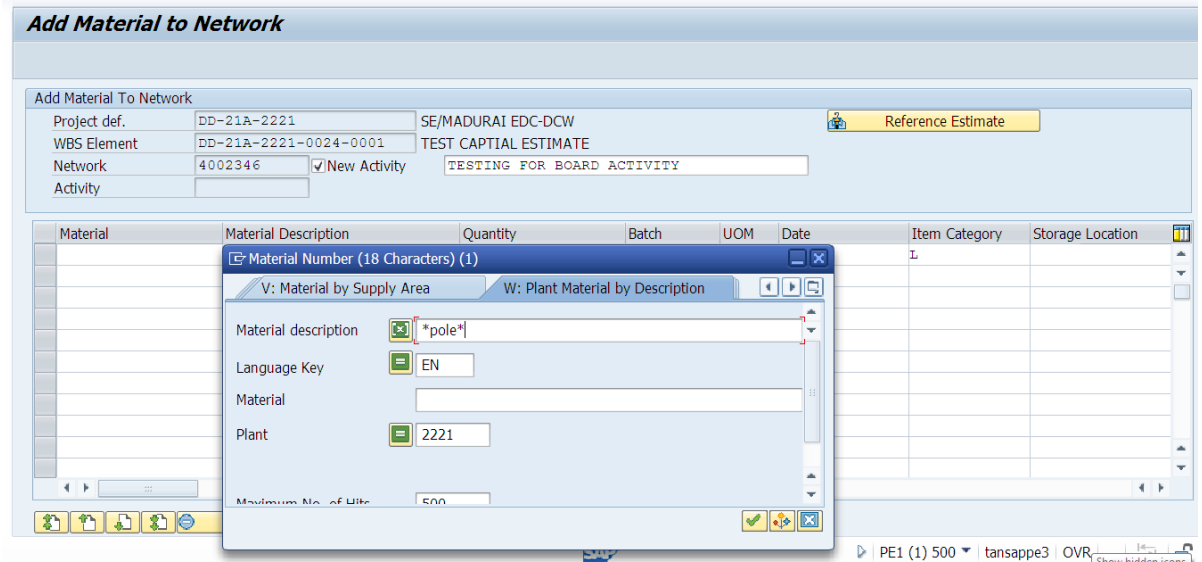 Add Material to Network
Add Material To Network
Project def. DD-21A-2221 SE/MADURAI EDC-DCW Reference Estimate
WBS Element DD-21A-2221-0024-0001 TEST CAPTIAL ESTIMATE
Network 4002346 New Activity TESTING FOR BOARD ACTIVITY
Activity
Material Material Description Quantity Batch UOM Date Item Category Storage Location
L
Material Number (18 Characters) (1)
V: Material by Supply Area W: Plant Material by Description
Material description *pole*
Language Key EN
Material
Plant 2221
Maximum No. of Hits 500
SAP
PE1 (1) 500 tansappe3 OVR
Show hidden icons